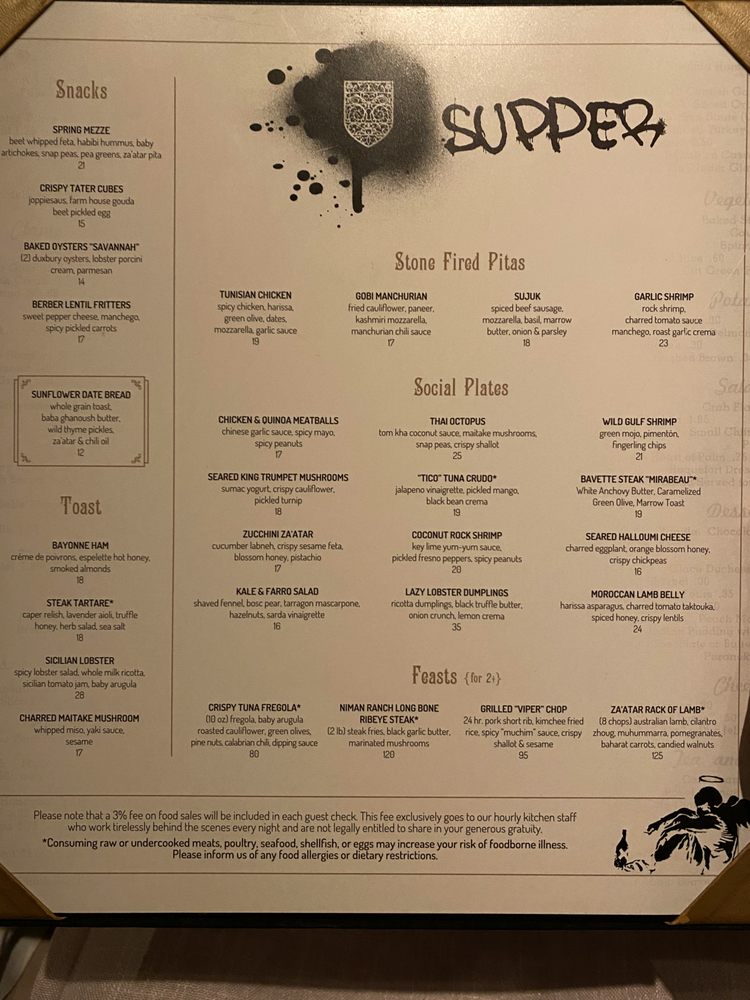 SUPPER
Snacks
SPRING MEZZE
beet whipped feta, habibi hummus, baby
artichokes, snap peas, pea greens, za'atar pita
21
CRISPY TATER CUBES
joppiesaus, farm house gouda
beet pickled egg
15
BAKED OYSTERS "SAVANNAH"
(2) duxbury oysters, lobster porcini
cream, parmesan
14
BERBER LENTIL FRITTERS
sweet pepper cheese, manchego,
spicy pickled carrots
17
SUNFLOWER DATE BREAD
whole grain toast,
baba ghanoush butter,
wild thyme pickles,
za'atar & chili oil
12
Toast
BAYONNE HAM
crème de poivrons, espelette hot honey,
smoked almonds
18
STEAK TARTARE*
caper relish, lavender aioli, truffle
honey, herb salad, sea salt
18
SICILIAN LOBSTER
spicy lobster salad, whole milk ricotta,
sicilian tomato jam, baby arugula
28
CHARRED MAITAKE MUSHROOM
whipped miso, yaki sauce,
sesame
17
Stone Fired Pitas
TUNISIAN CHICKEN
spicy chicken, harissa,
green olive, dates,
mozzarella, garlic sauce
19
GOBI MANCHURIAN
fried cauliflower, paneer,
kashmiri mozzarella,
manchurian chili sauce
17
SUJUK
spiced beef sausage,
mozzarella, basil, marrow
butter, onion & parsley
18
GARLIC SHRIMP
rock shrimp,
charred tomato sauce
manchego, roast garlic crema
23
Social Plates
CHICKEN & QUINOA MEATBALLS
chinese garlic sauce, spicy mayo,
spicy peanuts
17
THAI OCTOPUS
tom kha coconut sauce, maitake mushrooms,
snap peas, crispy shallot
25
WILD GULF SHRIMP
green mojo, pimentón,
fingerling chips
21
SEARED KING TRUMPET MUSHROOMS
sumac yogurt, crispy cauliflower,
pickled turnip
18
"TICO" TUNA CRUDO*
jalapeno vinaigrette, pickled mango,
black bean crema
19
BAVETTE STEAK "MIRABEAU"*
White Anchovy Butter, Caramelized
Green Olive, Marrow Toast
19
ZUCCHINI ZA'ATAR
cucumber labneh, crispy sesame feta,
blossom honey, pistachio
17
COCONUT ROCK SHRIMP
key lime yum-yum sauce,
pickled fresno peppers, spicy peanuts
20
SEARED HALLOUMI CHEESE
charred eggplant, orange blossom honey,
crispy chickpeas
16
KALE & FARRO SALAD
shaved fennel, bosc pear, tarragon mascarpone,
hazelnuts, sarda vinaigrette
16
LAZY LOBSTER DUMPLINGS
ricotta dumplings, black truffle butter,
onion crunch, lemon crema
35
MOROCCAN LAMB BELLY
harissa asparagus, charred tomato taktouka,
spiced honey, crispy lentils
24
Feasts {for 2+}
CRISPY TUNA FREGOLA*
(10 oz) fregola, baby arugula
roasted cauliflower, green olives,
pine nuts, calabrian chili, dipping sauce
80
NIMAN RANCH LONG BONE
RIBEYE STEAK*
(2 lb) steak fries, black garlic butter,
marinated mushrooms
120
GRILLED "VIPER" CHOP
24 hr. pork short rib, kimchee fried
rice, spicy "muchim" sauce, crispy
shallot & sesame
95
ZA'ATAR RACK OF LAMB*
(8 chops) australian lamb, cilantro
zhoug, muhummarra, pomegranates,
baharat carrots, candied walnuts
125
Please note that a 3% fee on food sales will be included in each guest check. This fee exclusively goes to our hourly kitchen staff
who work tirelessly behind the scenes every night and are not legally entitled to share in your generous gratuity.
*Consuming raw or undercooked meats, poultry, seafood, shellfish, or eggs may increase your risk of foodborne illness.
Please inform us of any food allergies or dietary restrictions.